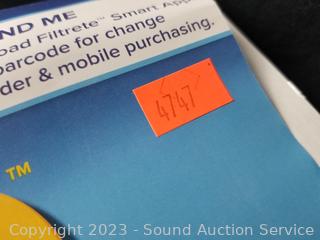 ND ME
oad Filtrete™ Smart App
barcode for change
der & mobile purchasing.
4747
™
Copyright 2023 - Sound Auction Service